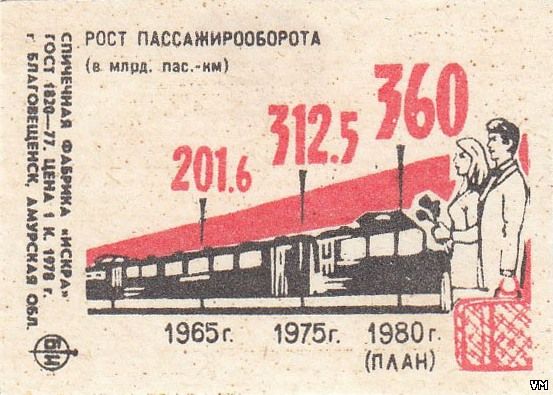 РОСТ ПАССАЖИРООБОРОТА
(в млрд. пас.-км)
201.6
312.5
360
1965г.
1975г.
1980г.
(ПЛАН)
СПИЧЕЧНАЯ ФАБРИКА «ИСКРА»
ГОСТ 1820—77. ЦЕНА 1 К. 1978 г.
г. БЛАГОВЕЩЕНСК, АМУРСКАЯ ОБЛ.
VM